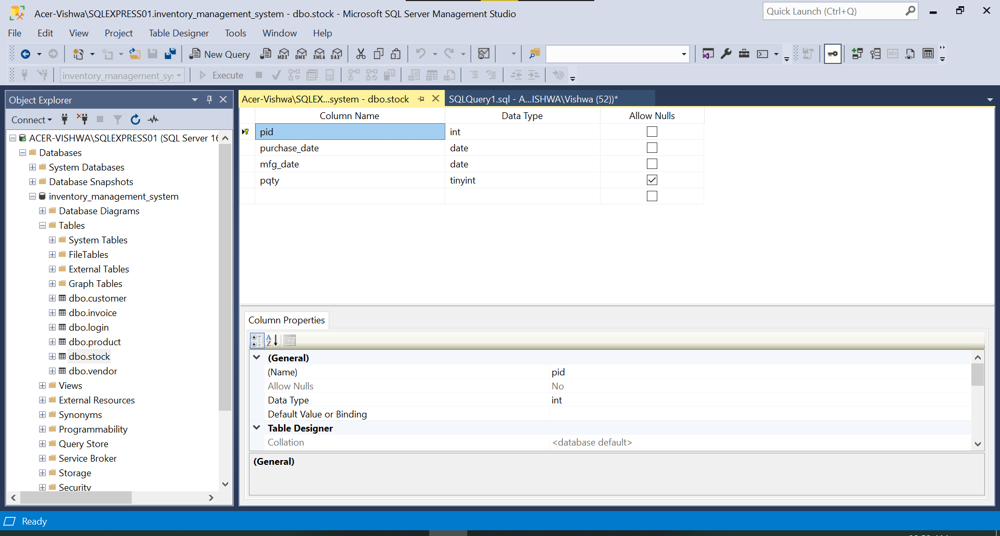 Acer-Vishwa\SQLEXPRESS01.inventory_management_system - dbo.stock - Microsoft SQL Server Management Studio
Quick Launch (Ctrl+Q)
File Edit View Project Table Designer Tools Window Help
New Query MDX DMX XMLA DAX
inventory_management_sy
Execute
Object Explorer
Connect
ACER-VISHWA\SQLEXPRESS01 (SQL Server 16
Databases
System Databases
Database Snapshots
inventory_management_system
Database Diagrams
Tables
System Tables
FileTables
External Tables
Graph Tables
dbo.customer
dbo.invoice
dbo.login
dbo.product
dbo.stock
dbo.vendor
Views
External Resources
Synonyms
Programmability
Query Store
Service Broker
Storage
Security
Acer-Vishwa\SQLEX...system - dbo.stock
SQLQuery1.sql - A...ISHWA\Vishwa (52))*
Column Name Data Type Allow Nulls
pid int
purchase_date date
mfg_date date
pqty tinyint
Column Properties
(General)
(Name) pid
Allow Nulls No
Data Type int
Default Value or Binding
Table Designer
Collation <database default>
(General)
Ready